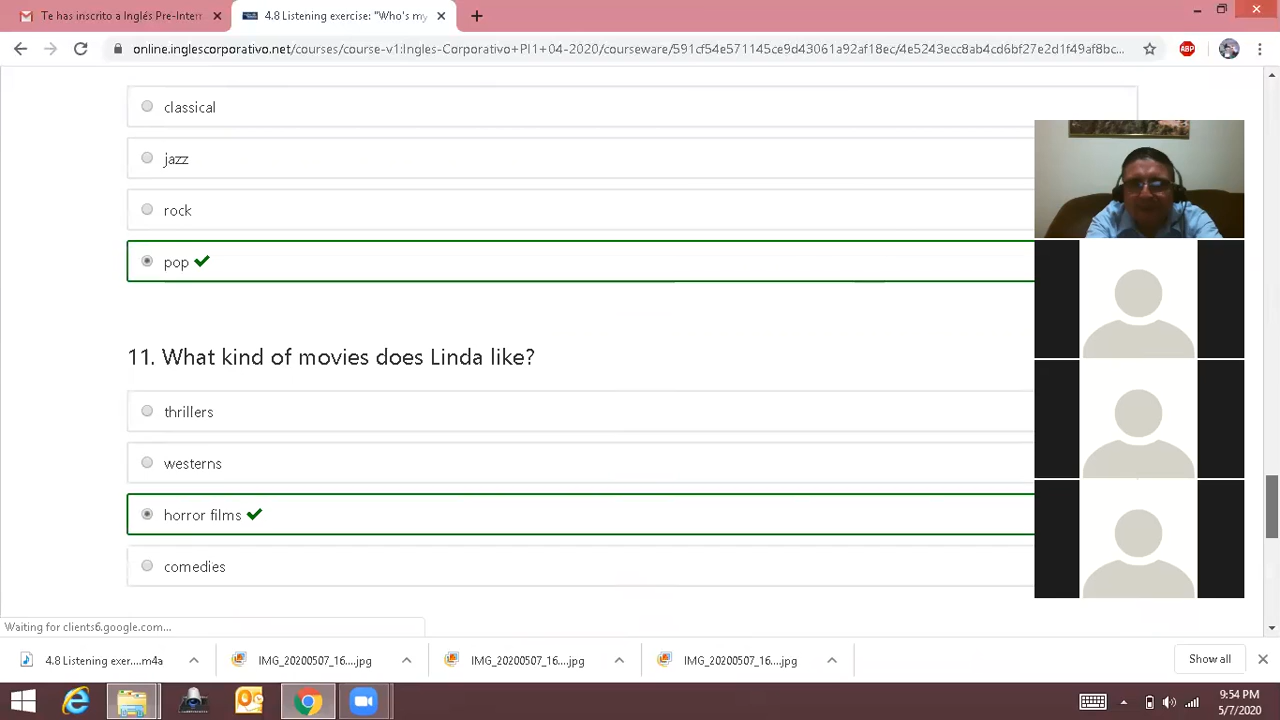 Te has inscrito a Inglés Pre-Interm
4.8 Listening exercise: "Who's my
online.inglescorporativo.net/courses/course-v1:Ingles-Corporativo+PI1+04-2020/courseware/591cf54e571145ce9d43061a92af18ec/4e5243ecc8ab4cd6bf27e2d1f49af8bc...
ABP
classical
jazz
rock
pop
11. What kind of movies does Linda like?
thrillers
westerns
horror films
comedies
Waiting for clients6.google.com...
4.8 Listening exer....m4a
IMG_20200507_16....jpg
IMG_20200507_16....jpg
IMG_20200507_16....jpg
Show all
9:54 PM
5/7/2020